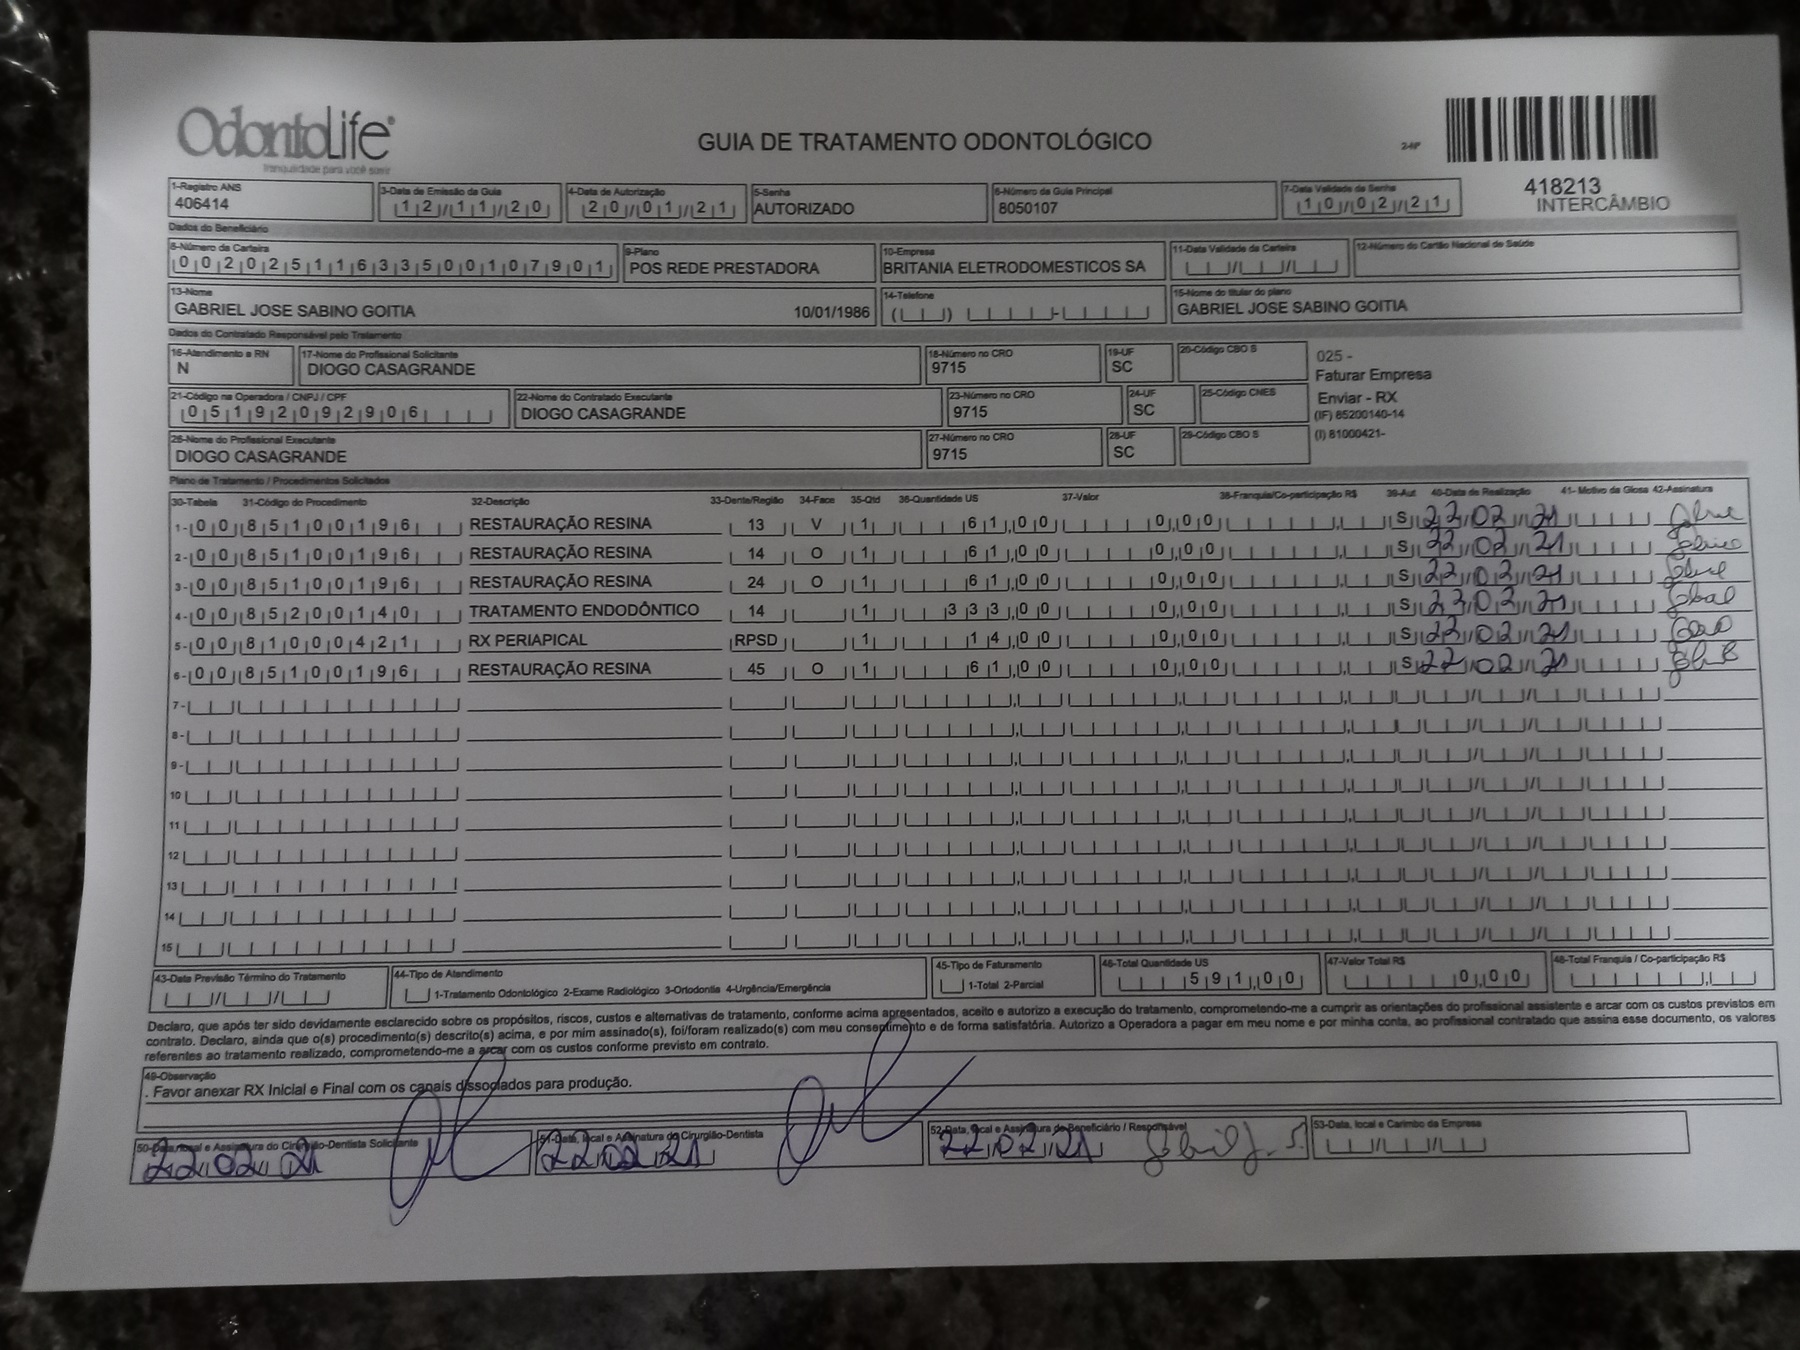 OdontoLife®
tranquilidade para você sorrir
GUIA DE TRATAMENTO ODONTOLÓGICO
418213
INTERCÂMBIO
1-Registro ANS 3-Data de Emissão da Guia 4-Data de Autorização 5-Senha 6-Número da Guia Principal 7-Data Validade da Senha
406414 12/11/20 20/01/21 AUTORIZADO 8050107 10/02/21
Dados do Beneficiário
8-Número da Carteira 9-Plano 10-Empresa 11-Data Validade da Carteira 12-Número do Cartão Nacional de Saúde
00202511633500107901 POS REDE PRESTADORA BRITANIA ELETRODOMESTICOS SA
13-Nome 14-Telefone 15-Nome do titular do plano
GABRIEL JOSE SABINO GOITIA 10/01/1986 GABRIEL JOSE SABINO GOITIA
Dados do Contratado Responsável pelo Tratamento
16-Atendimento a RN 17-Nome do Profissional Solicitante 18-Número no CRO 19-UF 20-Código CBO S
N DIOGO CASAGRANDE 9715 SC
025 -
Faturar Empresa
Enviar - RX
(IF) 85200140-14
(I) 81000421-
21-Código na Operadora / CNPJ / CPF 22-Nome do Contratado Executante 23-Número no CRO 24-UF 25-Código CNES
05192092906 DIOGO CASAGRANDE 9715 SC
26-Nome do Profissional Executante 27-Número no CRO 28-UF 29-Código CBO S
DIOGO CASAGRANDE 9715 SC
Plano de Tratamento / Procedimentos Solicitados
30-Tabela 31-Código do Procedimento 32-Descrição 33-Dente/Região 34-Face 35-Qtd 36-Quantidade US 37-Valor 38-Franquia/Co-participação R$ 39-Aut 40-Data de Realização 41- Motivo da Glosa 42-Assinatura
1- 00 85100196 RESTAURAÇÃO RESINA 13 V 1 61,00 0,00 S 22/02/21
2- 00 85100196 RESTAURAÇÃO RESINA 14 O 1 61,00 0,00 S 22/02/21
3- 00 85100196 RESTAURAÇÃO RESINA 24 O 1 61,00 0,00 S 22/02/21
4- 00 85200140 TRATAMENTO ENDODÔNTICO 14 1 333,00 0,00 S 22/02/21
5- 00 81000421 RX PERIAPICAL RPSD 1 14,00 0,00 S 22/02/21
6- 00 85100196 RESTAURAÇÃO RESINA 45 O 1 61,00 0,00 S 22/02/21
7-
8-
9-
10
11
12
13
14
15
43-Data Previsão Término do Tratamento 44-Tipo de Atendimento 45-Tipo de Faturamento 46-Total Quantidade US 47-Valor Total R$ 48-Total Franquia / Co-participação R$
1-Tratamento Odontológico 2-Exame Radiológico 3-Ortodontia 4-Urgência/Emergência 1-Total 2-Parcial 591,00 0,00
Declaro, que após ter sido devidamente esclarecido sobre os propósitos, riscos, custos e alternativas de tratamento, conforme acima apresentados, aceito e autorizo a execução do tratamento, comprometendo-me a cumprir as orientações do profissional assistente e arcar com os custos previstos em
contrato. Declaro, ainda que o(s) procedimento(s) descrito(s) acima, e por mim assinado(s), foi/foram realizado(s) com meu consentimento e de forma satisfatória. Autorizo a Operadora a pagar em meu nome e por minha conta, ao profissional contratado que assina esse documento, os valores
referentes ao tratamento realizado, comprometendo-me a arcar com os custos conforme previsto em contrato.
49-Observação
. Favor anexar RX Inicial e Final com os canais dissociados para produção.
50-Data, local e Assinatura do Cirurgião-Dentista Solicitante 51-Data, local e Assinatura do Cirurgião-Dentista 52-Data, local e Assinatura do Beneficiário / Responsável 53-Data, local e Carimbo da Empresa
22/02/21 22/02/21 22/02/21